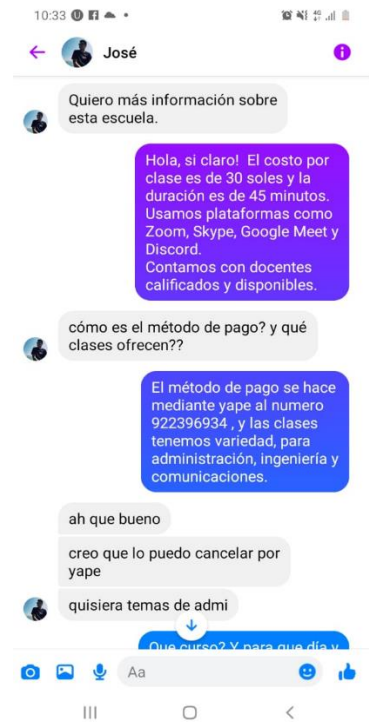 10:33
José
Quiero más información sobre
esta escuela.
Hola, si claro! El costo por
clase es de 30 soles y la
duración es de 45 minutos.
Usamos plataformas como
Zoom, Skype, Google Meet y
Discord.
Contamos con docentes
calificados y disponibles.
cómo es el método de pago? y qué
clases ofrecen??
El método de pago se hace
mediante yape al numero
922396934 , y las clases
tenemos variedad, para
administración, ingeniería y
comunicaciones.
ah que bueno
creo que lo puedo cancelar por
yape
quisiera temas de admi
Que curso? Y para que día y
Aa